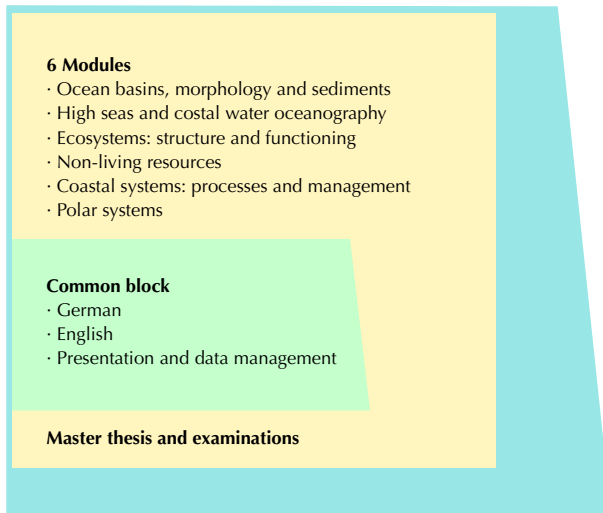 6 Modules
· Ocean basins, morphology and sediments
· High seas and costal water oceanography
· Ecosystems: structure and functioning
· Non-living resources
· Coastal systems: processes and management
· Polar systems
Common block
· German
· English
· Presentation and data management
Master thesis and examinations